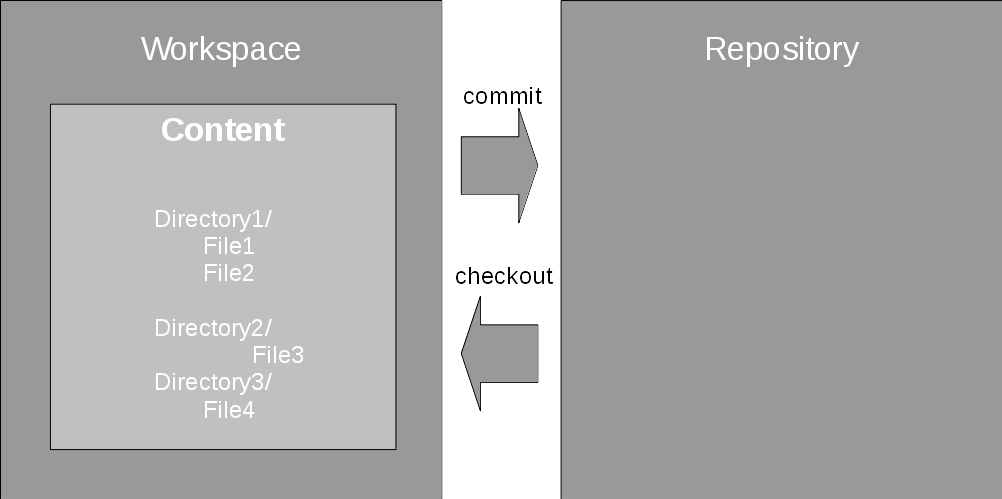 Workspace
Repository
commit
Content
Directory1/
File1
File2
checkout
Directory2/
File3
Directory3/
File4